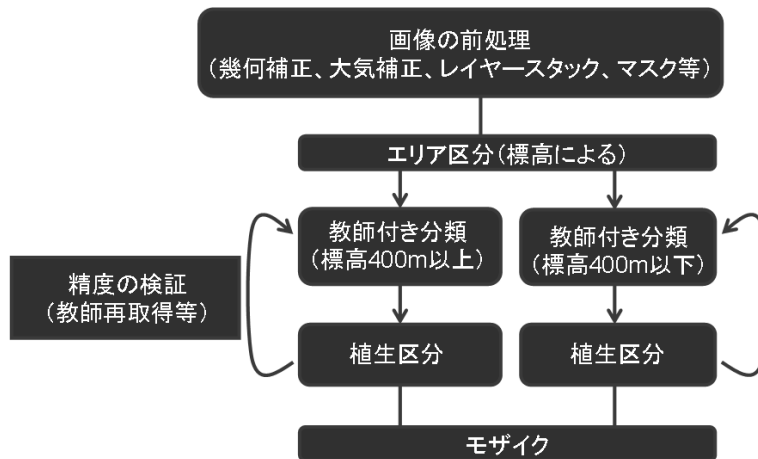 画像の前処理
（幾何補正、大気補正、レイヤースタック、マスク等）
エリア区分（標高による）
教師付き分類
（標高400m以上）
教師付き分類
（標高400m以下）
精度の検証
（教師再取得等）
植生区分
植生区分
モザイク